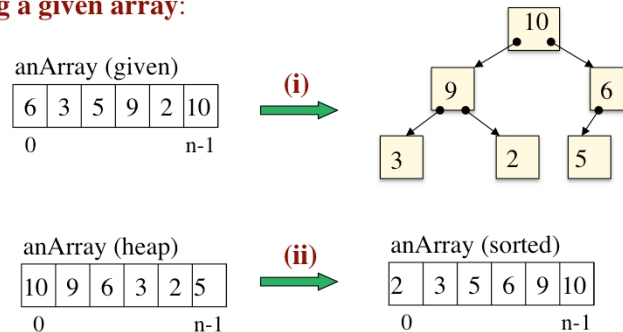 g a given array:
anArray (given)
6 3 5 9 2 10
0 n-1
(i)
10
9 6
3 2 5
anArray (heap)
10 9 6 3 2 5
0 n-1
(ii)
anArray (sorted)
2 3 5 6 9 10
0 n-1